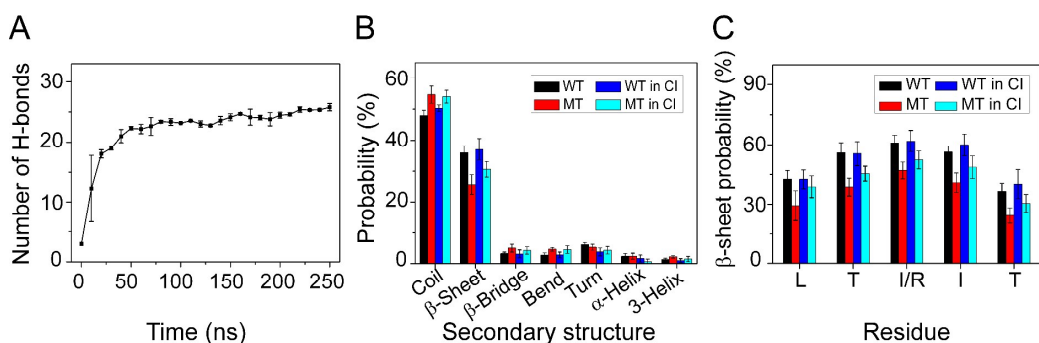 A
Number of H-bonds
30
20
10
0
0 50 100 150 200 250
Time (ns)
B
Probability (%)
60
40
20
0
WT WT in CI
MT MT in CI
Coil
β-Sheet
β-Bridge
Bend
Turn
α-Helix
3-Helix
Secondary structure
C
β-sheet probability (%)
90
60
30
0
WT WT in CI
MT MT in CI
L T I/R I T
Residue